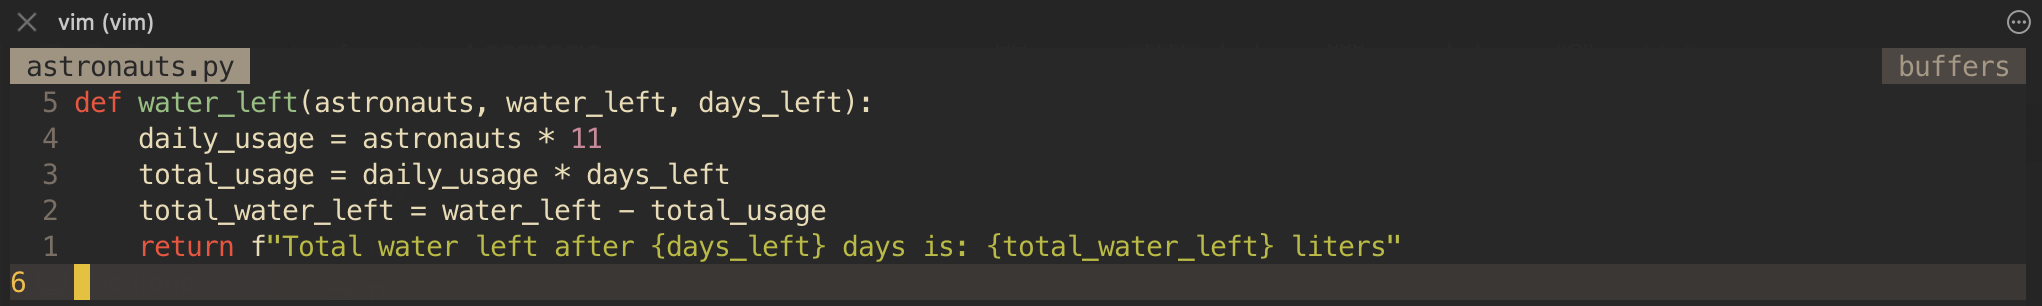 vim (vim)
astronauts.py buffers
5 def water_left(astronauts, water_left, days_left):
4     daily_usage = astronauts * 11
3     total_usage = daily_usage * days_left
2     total_water_left = water_left - total_usage
1     return f"Total water left after {days_left} days is: {total_water_left} liters"
6